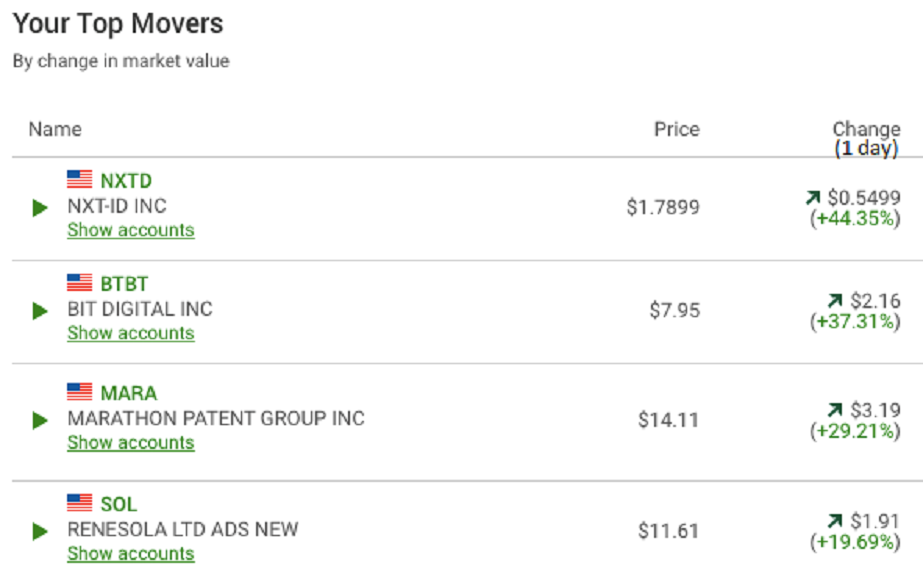 Your Top Movers
By change in market value
Name Price Change
(1 day)
NXTD
NXT-ID INC $1.7899 $0.5499
Show accounts (+44.35%)
BTBT
BIT DIGITAL INC $7.95 $2.16
Show accounts (+37.31%)
MARA
MARATHON PATENT GROUP INC $14.11 $3.19
Show accounts (+29.21%)
SOL
RENESOLA LTD ADS NEW $11.61 $1.91
Show accounts (+19.69%)